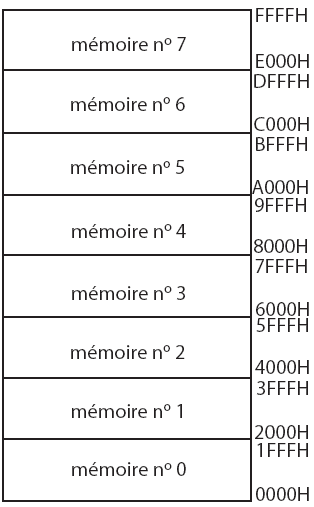 FFFFH
mémoire nº 7
E000H
DFFFH
mémoire nº 6
C000H
BFFFH
mémoire nº 5
A000H
9FFFH
mémoire nº 4
8000H
7FFFH
mémoire nº 3
6000H
5FFFH
mémoire nº 2
4000H
3FFFH
mémoire nº 1
2000H
1FFFH
mémoire nº 0
0000H